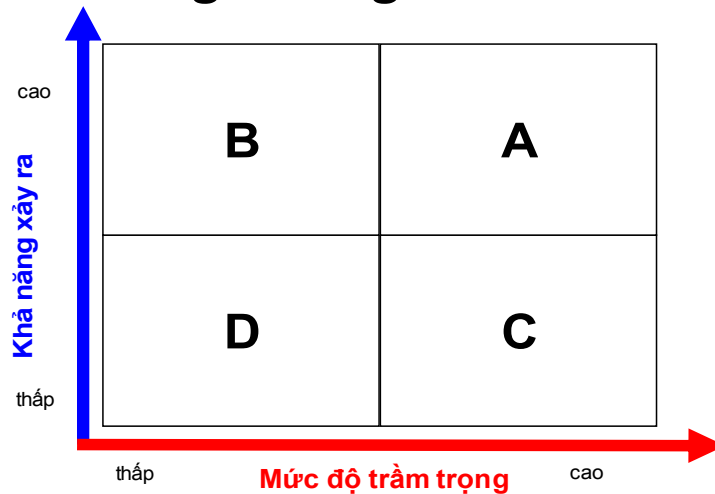 cao
B
A
Khả năng xảy ra
D
C
thấp
thấp
Mức độ trầm trọng
cao